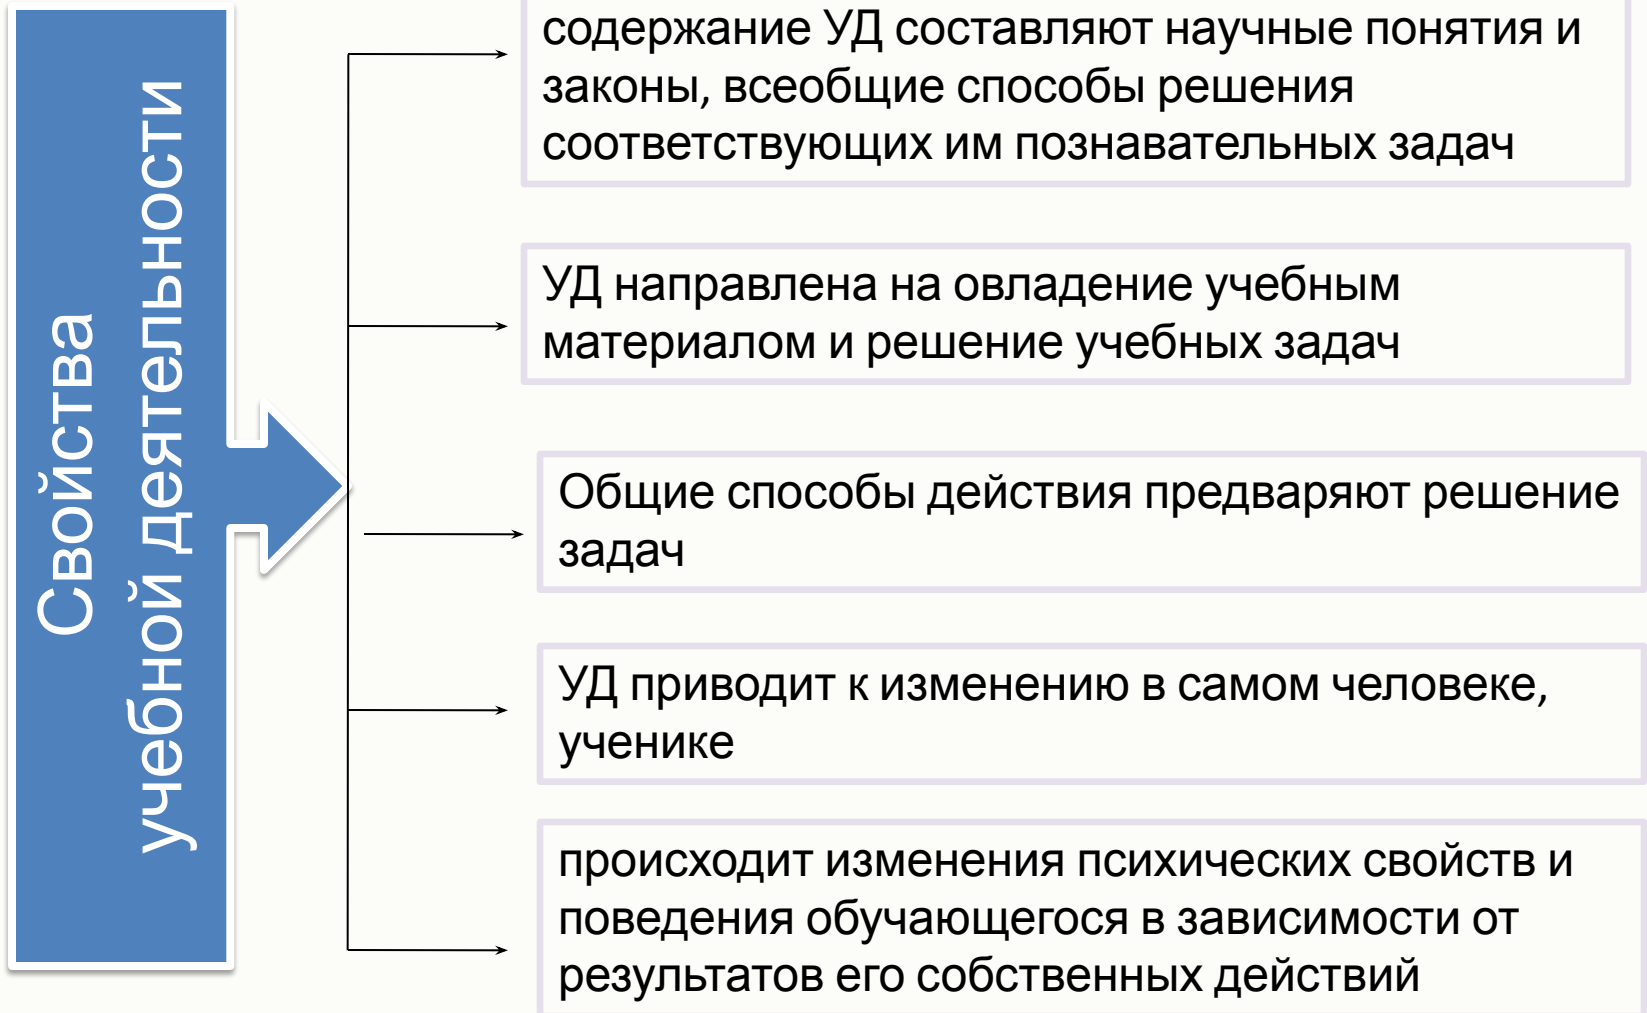 Свойства
учебной деятельности
содержание УД составляют научные понятия и
законы, всеобщие способы решения
соответствующих им познавательных задач
УД направлена на овладение учебным
материалом и решение учебных задач
Общие способы действия предваряют решение
задач
УД приводит к изменению в самом человеке,
ученике
происходит изменения психических свойств и
поведения обучающегося в зависимости от
результатов его собственных действий